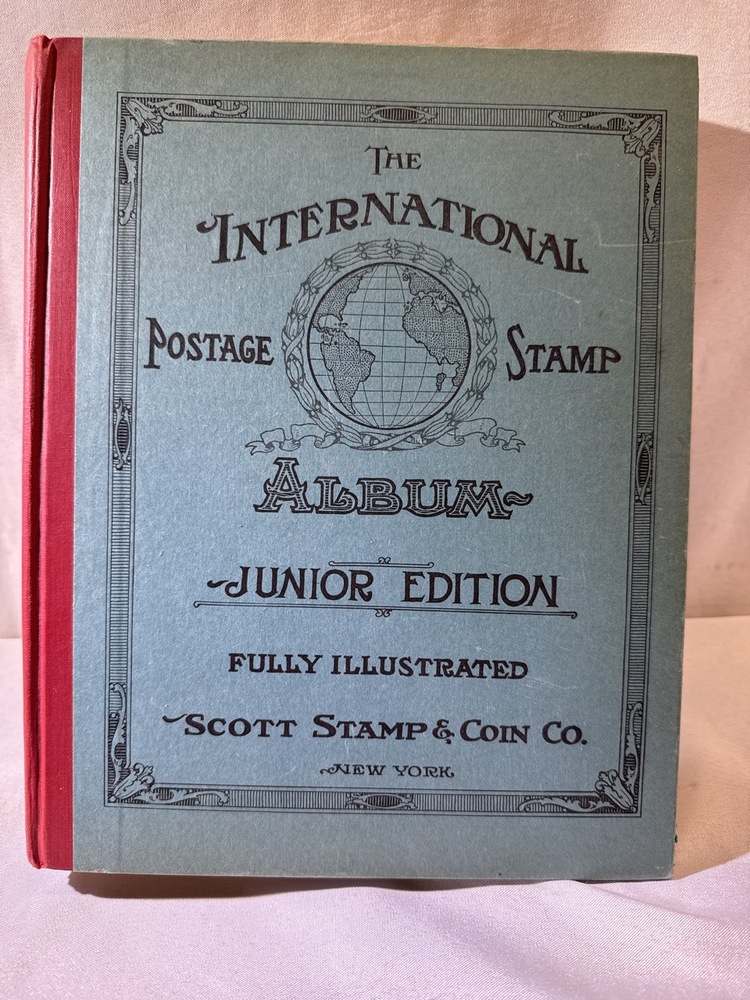 THE
INTERNATIONAL
POSTAGE STAMP
ALBUM
JUNIOR EDITION
FULLY ILLUSTRATED
SCOTT STAMP & COIN CO.
NEW YORK